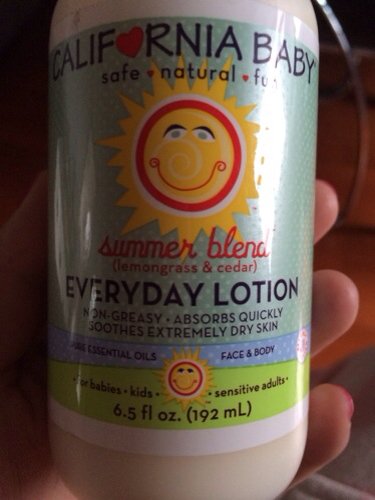 CALIFORNIA BABY
safe • natural • fun
summer blend
(lemongrass & cedar)
EVERYDAY LOTION
NON-GREASY • ABSORBS QUICKLY
SOOTHES EXTREMELY DRY SKIN
PURE ESSENTIAL OILS FACE & BODY
• for babies • kids • sensitive adults •
6.5 fl oz. (192 mL)